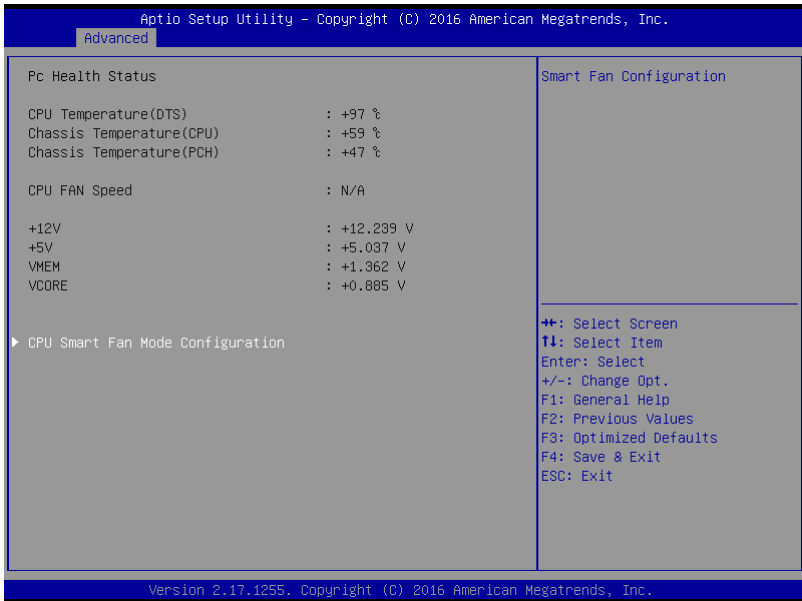 Aptio Setup Utility – Copyright (C) 2016 American Megatrends, Inc.
Advanced
Pc Health Status
CPU Temperature(DTS) : +97 ℃
Chassis Temperature(CPU) : +59 ℃
Chassis Temperature(PCH) : +47 ℃
CPU FAN Speed : N/A
+12V : +12.239 V
+5V : +5.037 V
VMEM : +1.362 V
VCORE : +0.885 V
▶ CPU Smart Fan Mode Configuration
Smart Fan Configuration
→←: Select Screen
↑↓: Select Item
Enter: Select
+/-: Change Opt.
F1: General Help
F2: Previous Values
F3: Optimized Defaults
F4: Save & Exit
ESC: Exit
Version 2.17.1255. Copyright (C) 2016 American Megatrends, Inc.